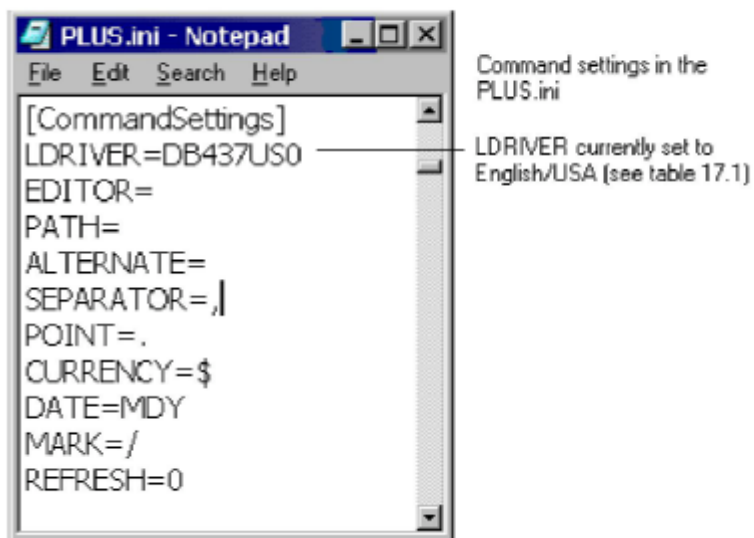 PLUS.ini - Notepad
File Edit Search Help
[CommandSettings]
LDRIVER=DB437US0
EDITOR=
PATH=
ALTERNATE=
SEPARATOR=,
POINT=.
CURRENCY=$
DATE=MDY
MARK=/
REFRESH=0
Command settings in the
PLUS.ini
LDRIVER currently set to
English/USA (see table 17.1)